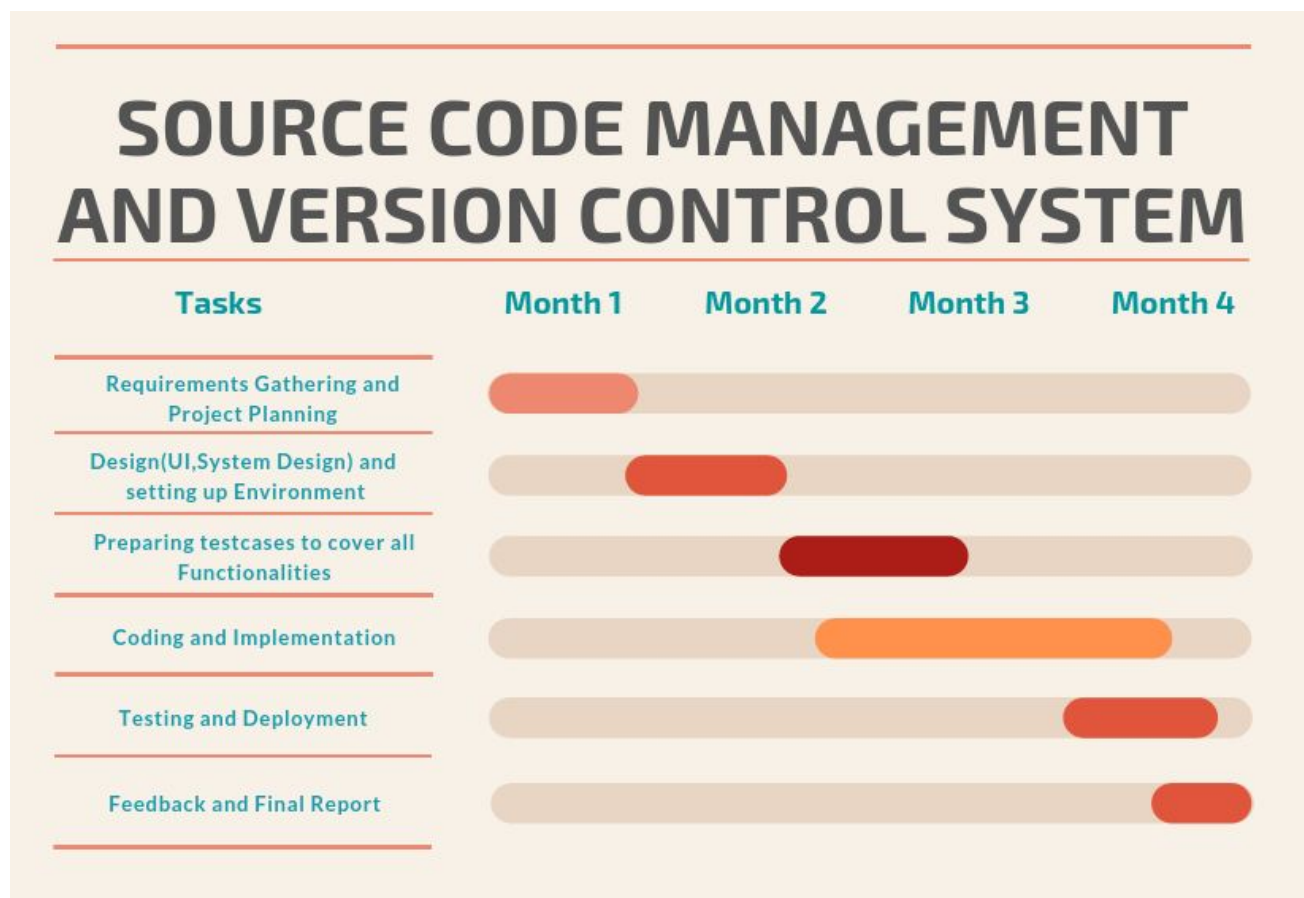 SOURCE CODE MANAGEMENT
AND VERSION CONTROL SYSTEM
Tasks Month 1 Month 2 Month 3 Month 4
Requirements Gathering and
Project Planning
Design(UI,System Design) and
setting up Environment
Preparing testcases to cover all
Functionalities
Coding and Implementation
Testing and Deployment
Feedback and Final Report